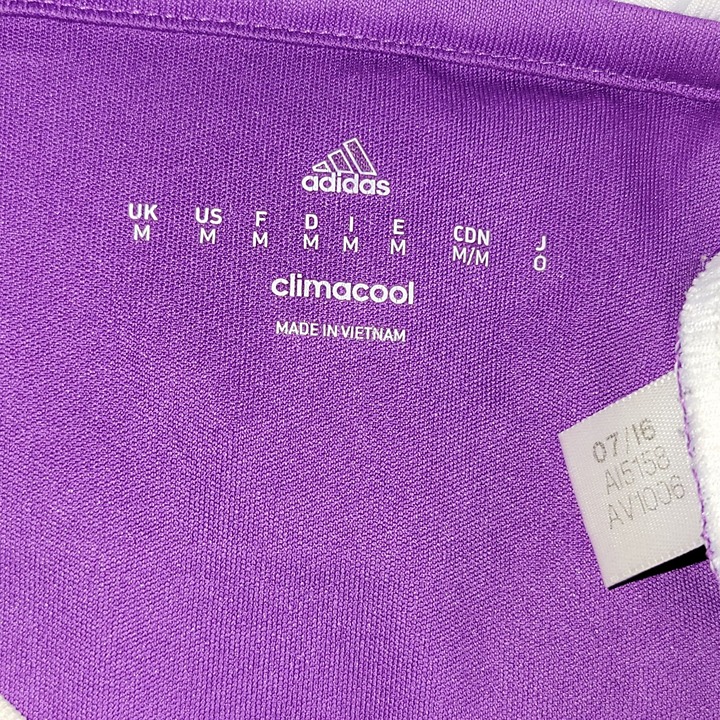 adidas
UK US F D I E CDN J
M M M M M M M/M O
climacool
MADE IN VIETNAM
07/16
AI5158
AV1006